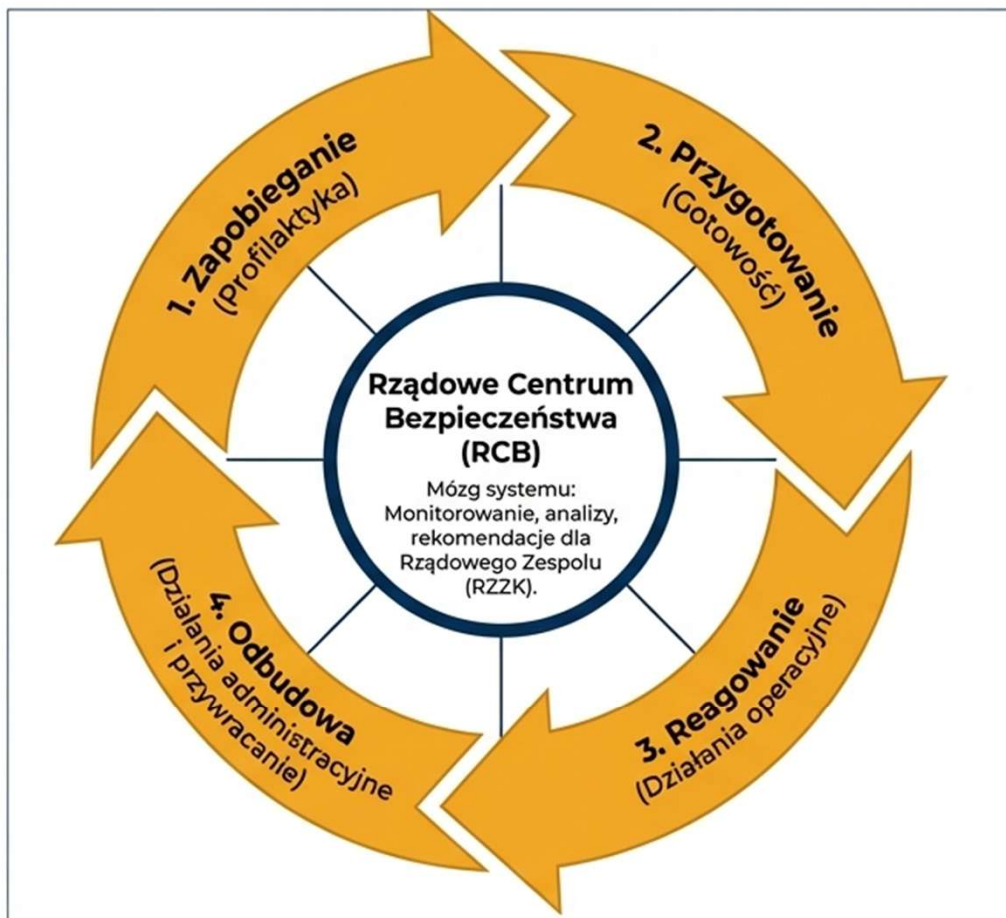 1. Zapobieganie
(Profilaktyka)
2. Przygotowanie
(Gotowość)
Rządowe Centrum
Bezpieczeństwa
(RCB)
Mózg systemu:
Monitorowanie, analizy,
rekomendacje dla
Rządowego Zespolu
(RZZK).
3. Reagowanie
(Działania operacyjne)
4. Odbudowa
(Działania administracyjne
i przywracanie)